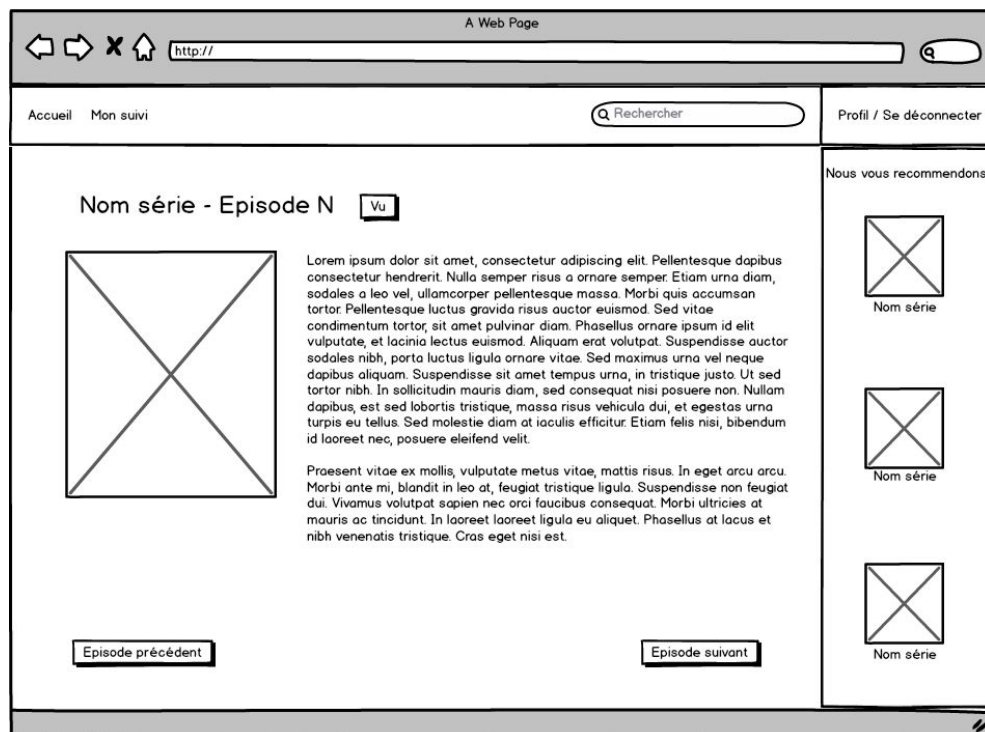 A Web Page
http://
Accueil
Mon suivi
Rechercher
Profil / Se déconnecter
Nom série - Episode N
Vu
Lorem ipsum dolor sit amet, consectetur adipiscing elit. Pellentesque dapibus
consectetur hendrerit. Nulla semper risus a ornare semper. Etiam urna diam,
sodales a leo vel, ullamcorper pellentesque massa. Morbi quis accumsan
tortor. Pellentesque luctus gravida risus auctor euismod. Sed vitae
condimentum tortor, sit amet pulvinar diam. Phasellus ornare ipsum id elit
vulputate, et lacinia lectus euismod. Aliquam erat volutpat. Suspendisse auctor
sodales nibh, porta luctus ligula ornare vitae. Sed maximus urna vel neque
dapibus aliquam. Suspendisse sit amet tempus urna, in tristique justo. Ut sed
tortor nibh. In sollicitudin mauris diam, sed consequat nisi posuere non. Nullam
dapibus, est sed lobortis tristique, massa risus vehicula dui, et egestas urna
turpis eu tellus. Sed molestie diam at iaculis efficitur. Etiam felis nisi, bibendum
id laoreet nec, posuere eleifend velit.
Praesent vitae ex mollis, vulputate metus vitae, mattis risus. In eget arcu arcu.
Morbi ante mi, blandit in leo at, feugiat tristique ligula. Suspendisse non feugiat
dui. Vivamus volutpat sapien nec orci faucibus consequat. Morbi ultricies at
mauris ac tincidunt. In laoreet laoreet ligula eu aliquet. Phasellus at lacus et
nibh venenatis tristique. Cras eget nisi est.
Episode précédent
Episode suivant
Nous vous recommendons
Nom série
Nom série
Nom série